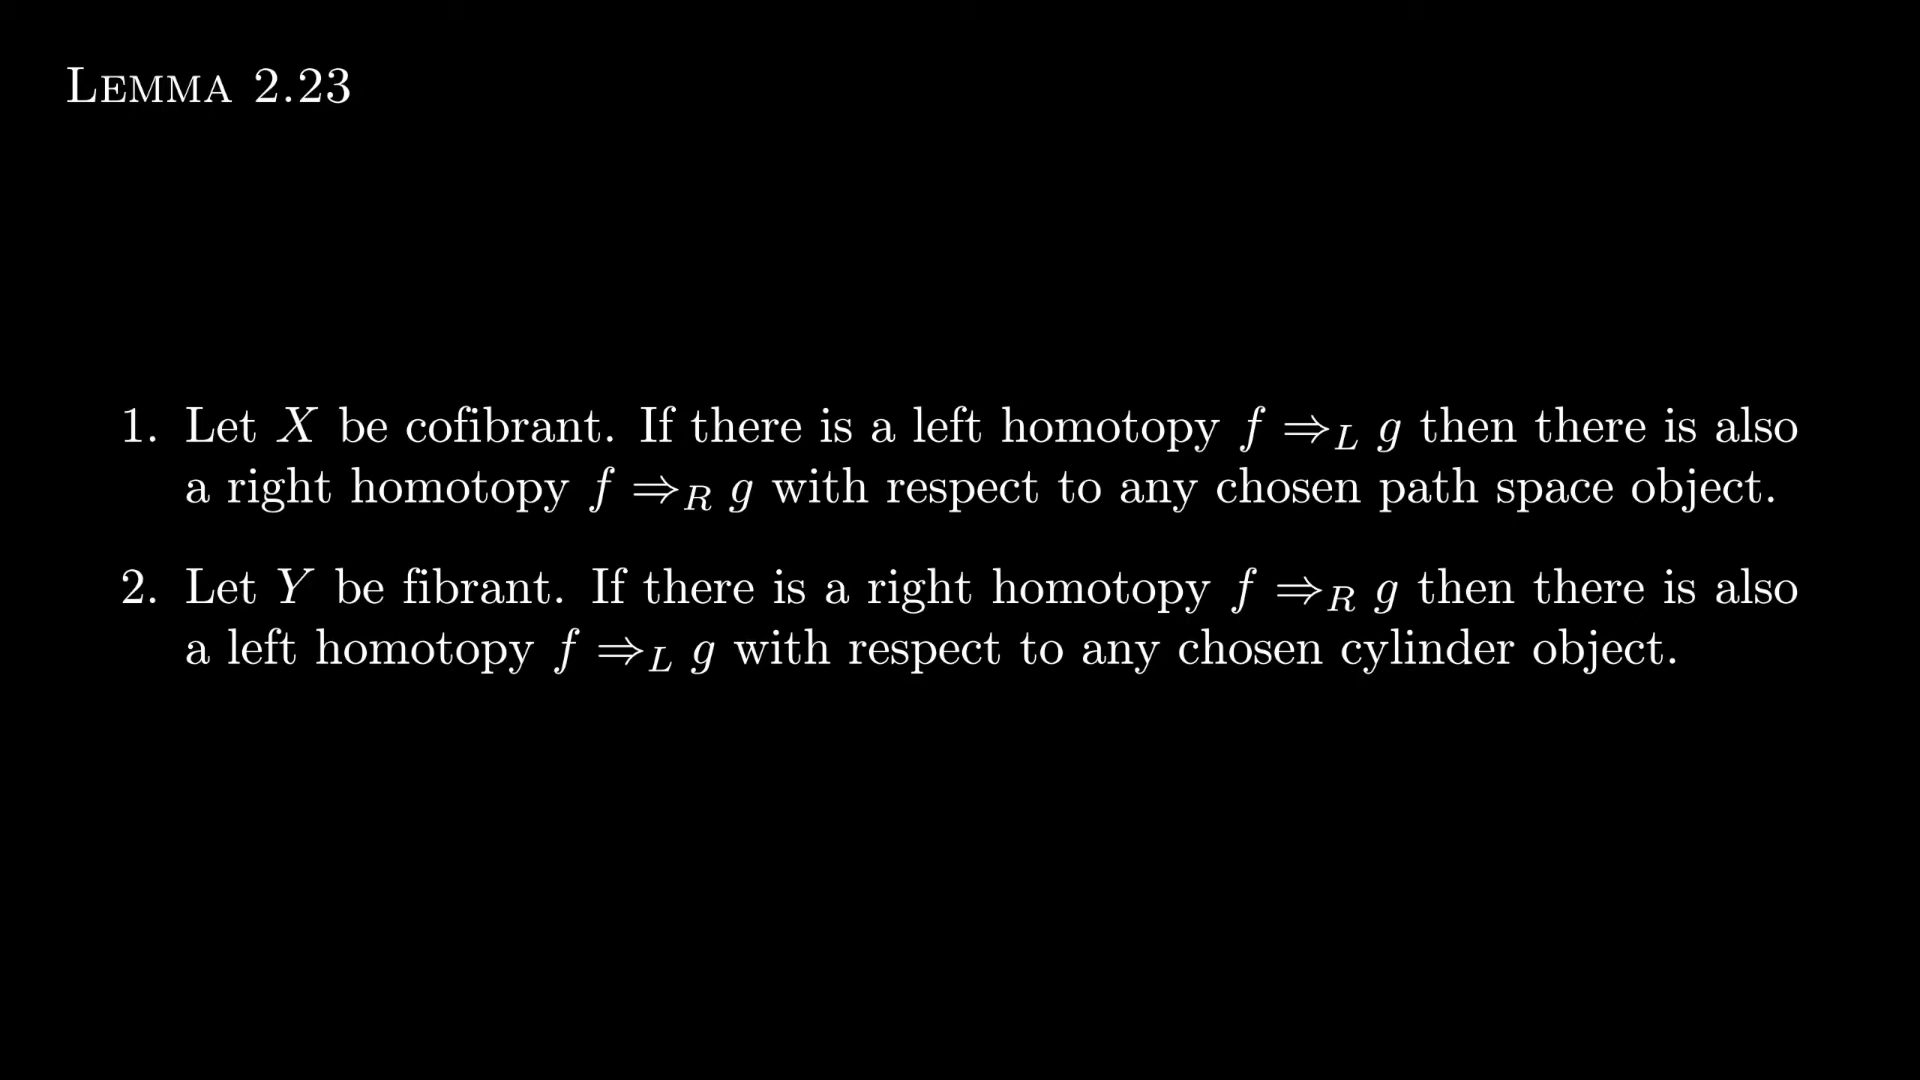 LEMMA 2.23
1. Let X be cofibrant. If there is a left homotopy f ⇒_L g then there is also
a right homotopy f ⇒_R g with respect to any chosen path space object.
2. Let Y be fibrant. If there is a right homotopy f ⇒_R g then there is also
a left homotopy f ⇒_L g with respect to any chosen cylinder object.